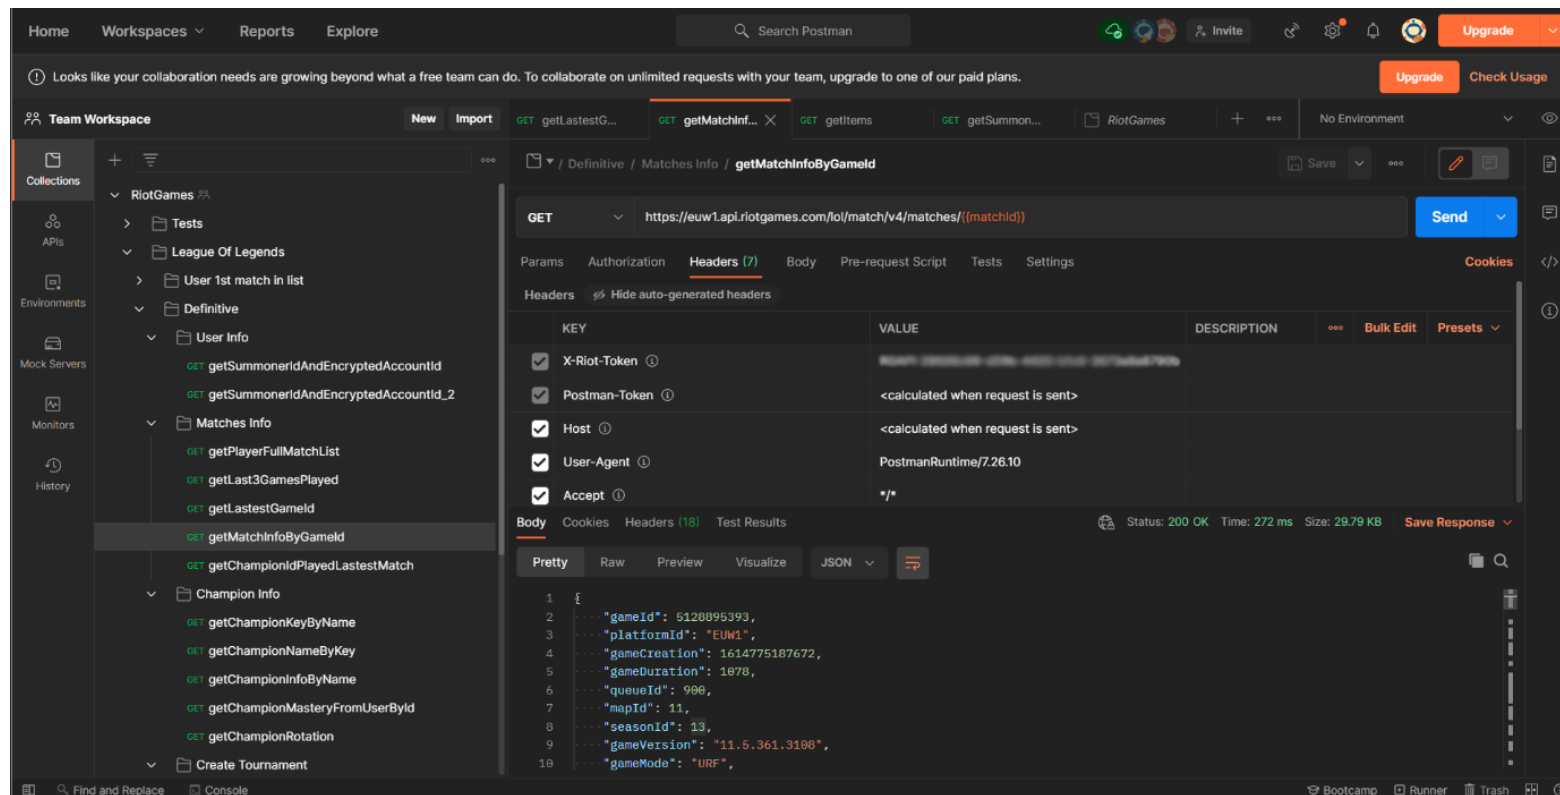 Home Workspaces Reports Explore Search Postman Invite Upgrade
Looks like your collaboration needs are growing beyond what a free team can do. To collaborate on unlimited requests with your team, upgrade to one of our paid plans. Upgrade Check Usage
Team Workspace New Import
GET getLastestG... GET getMatchInf... GET getItems GET getSummon... RiotGames No Environment
Collections
APIs
Environments
Mock Servers
Monitors
History
RiotGames
Tests
League Of Legends
User 1st match in list
Definitive
User Info
GET getSummonerIdAndEncryptedAccountId
GET getSummonerIdAndEncryptedAccountId_2
Matches Info
GET getPlayerFullMatchList
GET getLast3GamesPlayed
GET getLastestGameId
GET getMatchInfoByGameId
GET getChampionIdPlayedLastestMatch
Champion Info
GET getChampionKeyByName
GET getChampionNameByKey
GET getChampionInfoByName
GET getChampionMasteryFromUserById
GET getChampionRotation
Create Tournament
/ Definitive / Matches Info / getMatchInfoByGameId Save
GET https://euw1.api.riotgames.com/lol/match/v4/matches/{{matchId}} Send
Params Authorization Headers (7) Body Pre-request Script Tests Settings Cookies
Headers Hide auto-generated headers
KEY VALUE DESCRIPTION Bulk Edit Presets
X-Riot-Token
Postman-Token <calculated when request is sent>
Host <calculated when request is sent>
User-Agent PostmanRuntime/7.26.10
Accept */*
Body Cookies Headers (18) Test Results Status: 200 OK Time: 272 ms Size: 29.79 KB Save Response
Pretty Raw Preview Visualize JSON
1 {
2 "gameId": 5128895393,
3 "platformId": "EUW1",
4 "gameCreation": 1614775187672,
5 "gameDuration": 1078,
6 "queueId": 900,
7 "mapId": 11,
8 "seasonId": 13,
9 "gameVersion": "11.5.361.3108",
10 "gameMode": "URF",
Find and Replace Console Bootcamp Runner Trash